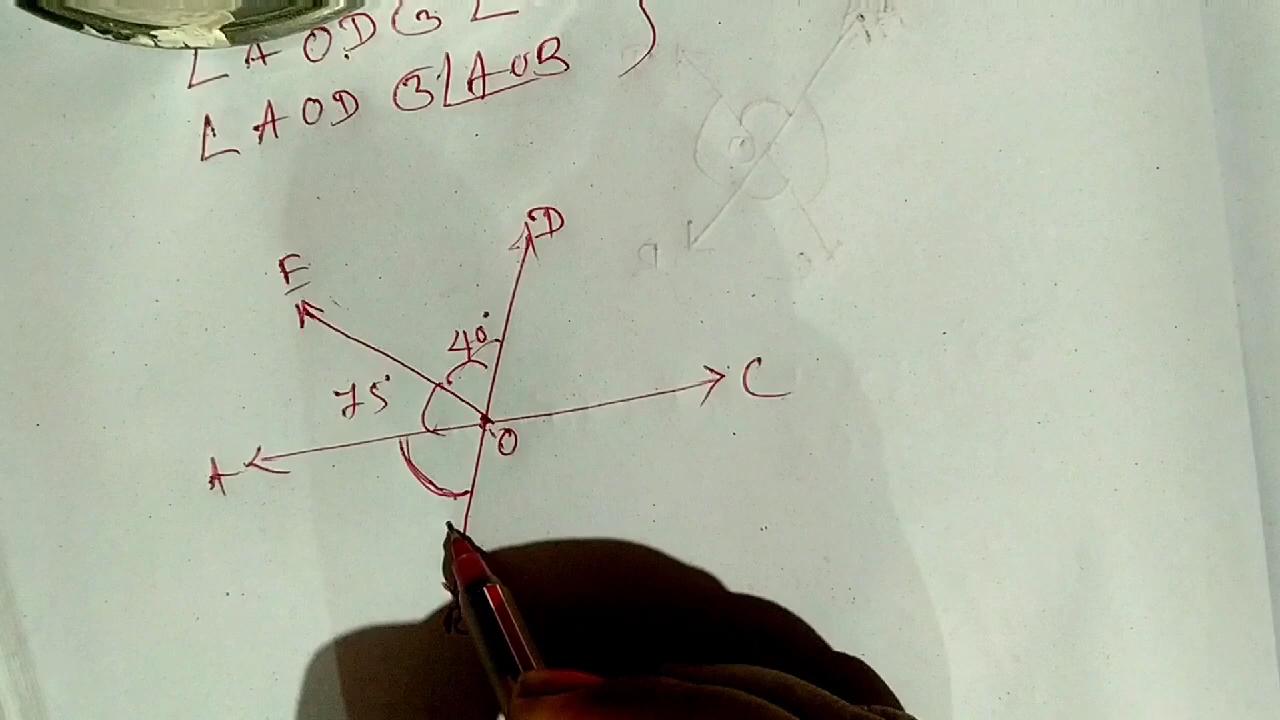 ∠AOD ও ∠
∠AOD ও ∠AOB )
D
E
40°
75°
C
A
O